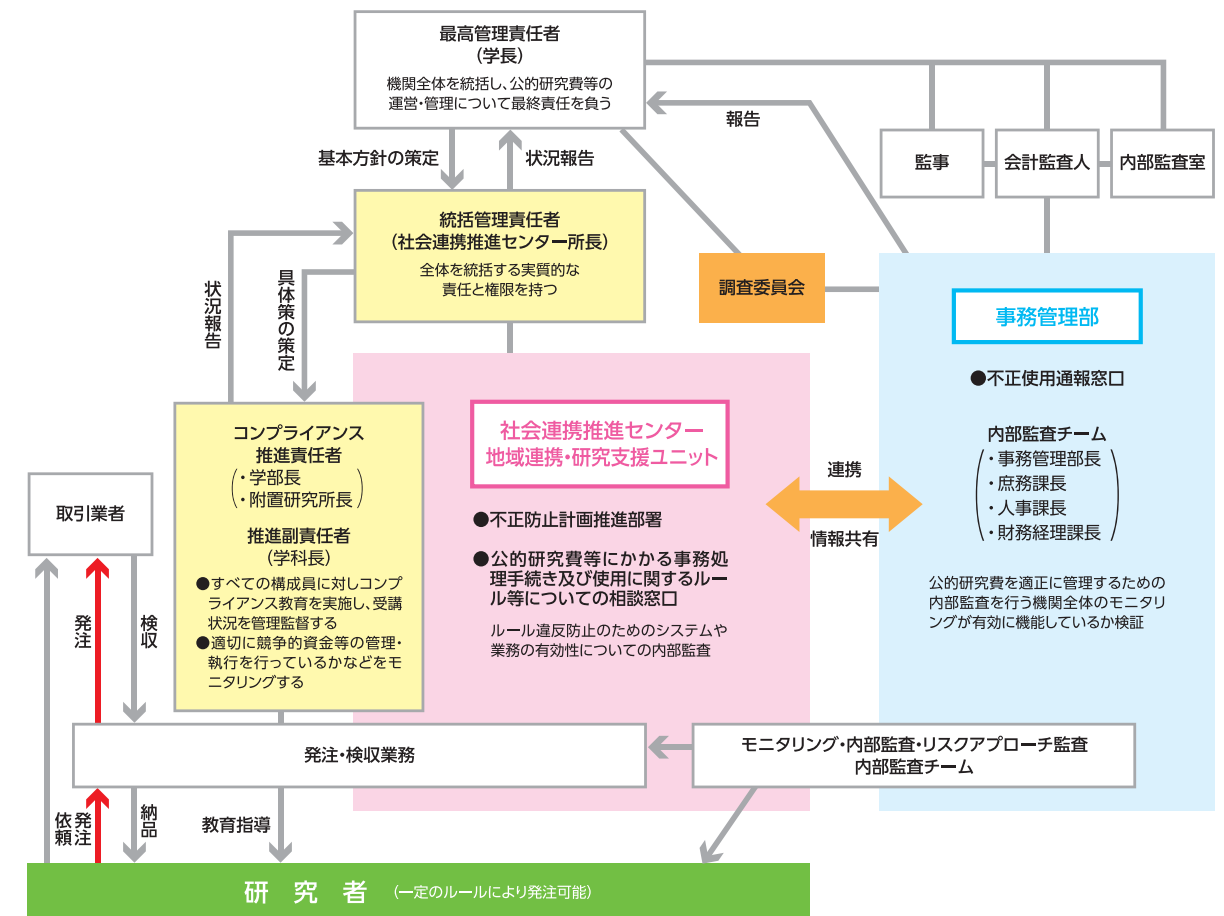 最高管理責任者
(学長)
機関全体を統括し、公的研究費等の
運営・管理について最終責任を負う
報告
監事
会計監査人
内部監査室
基本方針の策定
状況報告
統括管理責任者
(社会連携推進センター所長)
全体を統括する実質的な
責任と権限を持つ
調査委員会
状況報告
具体策の策定
事務管理部
●不正使用通報窓口
内部監査チーム
・事務管理部長
・庶務課長
・人事課長
・財務経理課長
公的研究費を適正に管理するための
内部監査を行う機関全体のモニタリ
ングが有効に機能しているか検証
社会連携推進センター
地域連携・研究支援ユニット
●不正防止計画推進部署
●公的研究費等にかかる事務処
理手続き及び使用に関するルー
ル等についての相談窓口
ルール違反防止のためのシステムや
業務の有効性についての内部監査
連携
情報共有
コンプライアンス
推進責任者
・学部長
・附置研究所長
推進副責任者
(学科長)
●すべての構成員に対しコンプ
ライアンス教育を実施し、受講
状況を管理監督する
●適切に競争的資金等の管理・
執行を行っているかなどをモ
ニタリングする
取引業者
発注
検収
発注・検収業務
モニタリング・内部監査・リスクアプローチ監査
内部監査チーム
依頼
発注
納品
教育指導
研究者 (一定のルールにより発注可能)